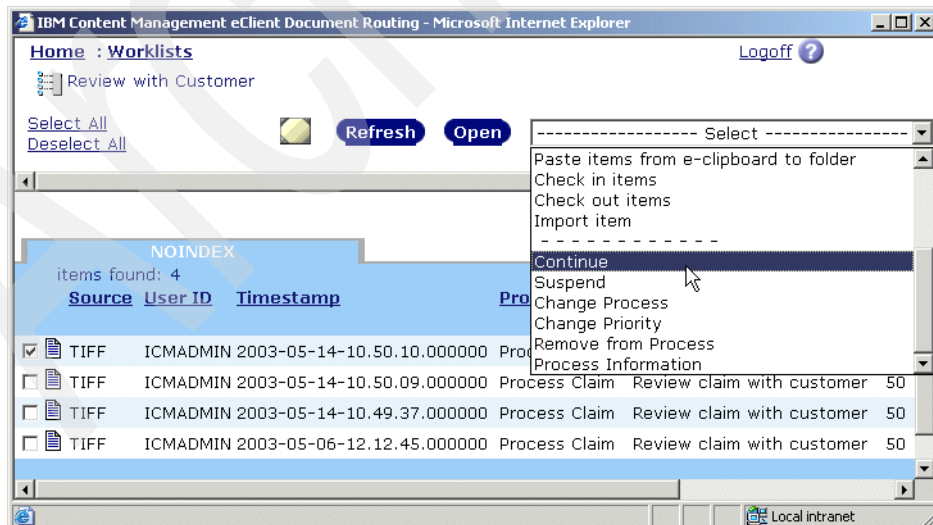 IBM Content Management eClient Document Routing - Microsoft Internet Explorer
Home : Worklists
Logoff ?
Review with Customer
Select All
Deselect All
Refresh Open
------------------ Select ----------------
Paste items from e-clipboard to folder
Check in items
Check out items
Import item
- - - - - - - - - - - -
Continue
Suspend
Change Process
Change Priority
Remove from Process
Process Information
NOINDEX
items found: 4
Source User ID Timestamp
TIFF ICMADMIN 2003-05-14-10.50.10.000000
TIFF ICMADMIN 2003-05-14-10.50.09.000000 Process Claim Review claim with customer 50
TIFF ICMADMIN 2003-05-14-10.49.37.000000 Process Claim Review claim with customer 50
TIFF ICMADMIN 2003-05-06-12.12.45.000000 Process Claim Review claim with customer 50
Local intranet